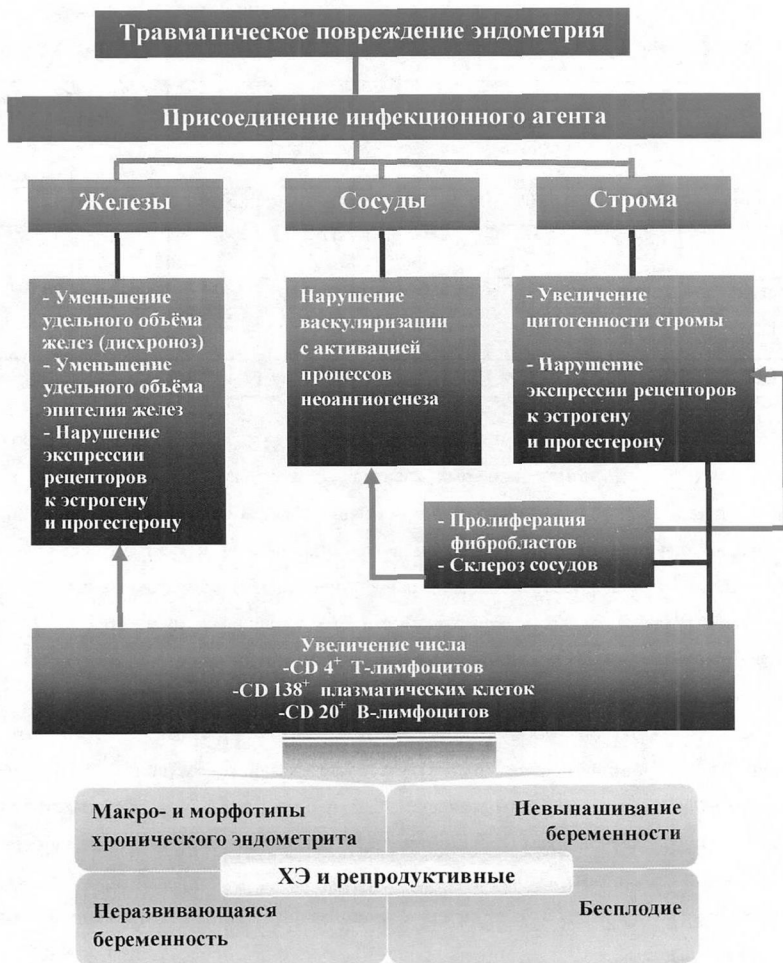 Травматическое повреждение эндометрия
Присоединение инфекционного агента
Железы
Сосуды
Строма
- Уменьшение
удельного объёма
желез (дисхроноз)
- Уменьшение
удельного объёма
эпителия желез
- Нарушение
экспрессии
рецепторов
к эстрогену
и прогестерону
Нарушение
васкуляризации
с активацией
процессов
неоангиогенеза
- Увеличение
цитогенности стромы
- Нарушение
экспрессии рецепторов
к эстрогену
и прогестерону
- Пролиферация
фибробластов
- Склероз сосудов
Увеличение числа
-CD 4⁺ Т-лимфоцитов
-CD 138⁺ плазматических клеток
-CD 20⁺ В-лимфоцитов
Макро- и морфотипы
хронического эндометрита
Невынашивание
беременности
ХЭ и репродуктивные
Неразвивающаяся
беременность
Бесплодие